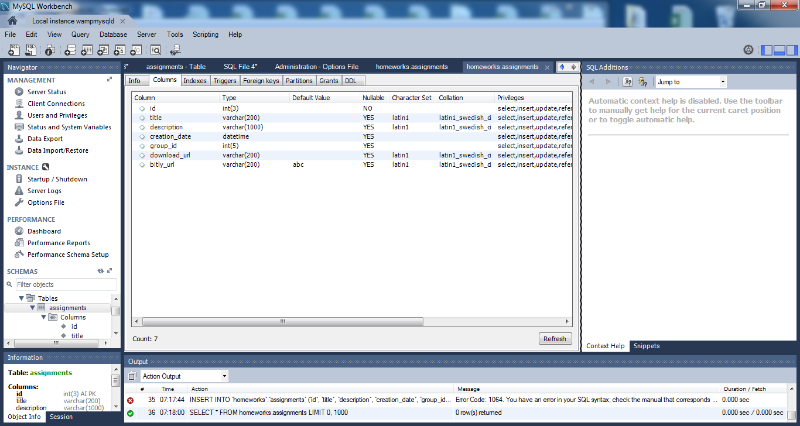 MySQL Workbench
Local instance wampmysqld
File Edit View Query Database Server Tools Scripting Help
Navigator
MANAGEMENT
Server Status
Client Connections
Users and Privileges
Status and System Variables
Data Export
Data Import/Restore
INSTANCE
Startup / Shutdown
Server Logs
Options File
PERFORMANCE
Dashboard
Performance Reports
Performance Schema Setup
SCHEMAS
Filter objects
Tables
assignments
Columns
id
title
Information
Table: assignments
Columns:
id int(3) AI PK
title varchar(200)
description varchar(1000)
Object Info Session
assignments - Table SQL File 4* Administration - Options File homeworks.assignments homeworks.assignments
Info Columns Indexes Triggers Foreign keys Partitions Grants DDL
Column Type Default Value Nullable Character Set Collation Privileges
id int(3) NO select,insert,update,refer
title varchar(200) YES latin1 latin1_swedish_c select,insert,update,refer
description varchar(1000) YES latin1 latin1_swedish_c select,insert,update,refer
creation_date datetime YES select,insert,update,refer
group_id int(5) YES select,insert,update,refer
download_url varchar(200) YES latin1 latin1_swedish_c select,insert,update,refer
bitly_url varchar(200) abc YES latin1 latin1_swedish_c select,insert,update,refer
Count: 7
Refresh
SQL Additions
Jump to
Automatic context help is disabled. Use the toolbar
to manually get help for the current caret position
or to toggle automatic help.
Context Help Snippets
Output
Action Output
# Time Action Message Duration / Fetch
35 07:17:44 INSERT INTO `homeworks`.`assignments` (`id`, `title`, `description`, `creation_date`, `group_id... Error Code: 1064. You have an error in your SQL syntax; check the manual that corresponds ... 0.000 sec
36 07:18:00 SELECT * FROM homeworks.assignments LIMIT 0, 1000 0 row(s) returned 0.000 sec / 0.000 sec